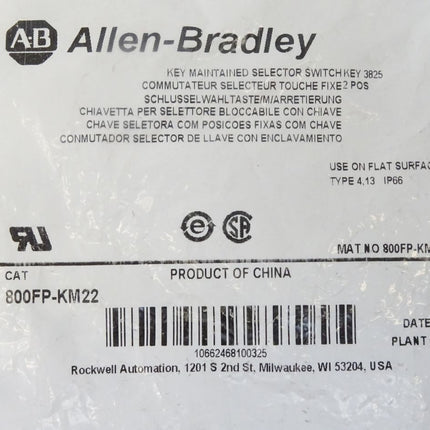 A-B Allen-Bradley
KEY MAINTAINED SELECTOR SWITCH KEY 3825
COMMUTATEUR SELECTEUR TOUCHE FIXE 2 POS
SCHLUSSELWAHLTASTE/M/ARRETIERUNG
CHIAVETTA PER SELETTORE BLOCCABILE CON CHIAVE
CHAVE SELETORA COM POSICOES FIXAS COM CHAVE
CONMUTADOR SELECTOR DE LLAVE CON ENCLAVAMIENTO
USE ON FLAT SURFAC
TYPE 4,13 IP66
MAT NO 800FP-KM
CAT
PRODUCT OF CHINA
800FP-KM22
10662468100325
DATE
PLANT
Rockwell Automation, 1201 S 2nd St, Milwaukee, WI 53204, USA